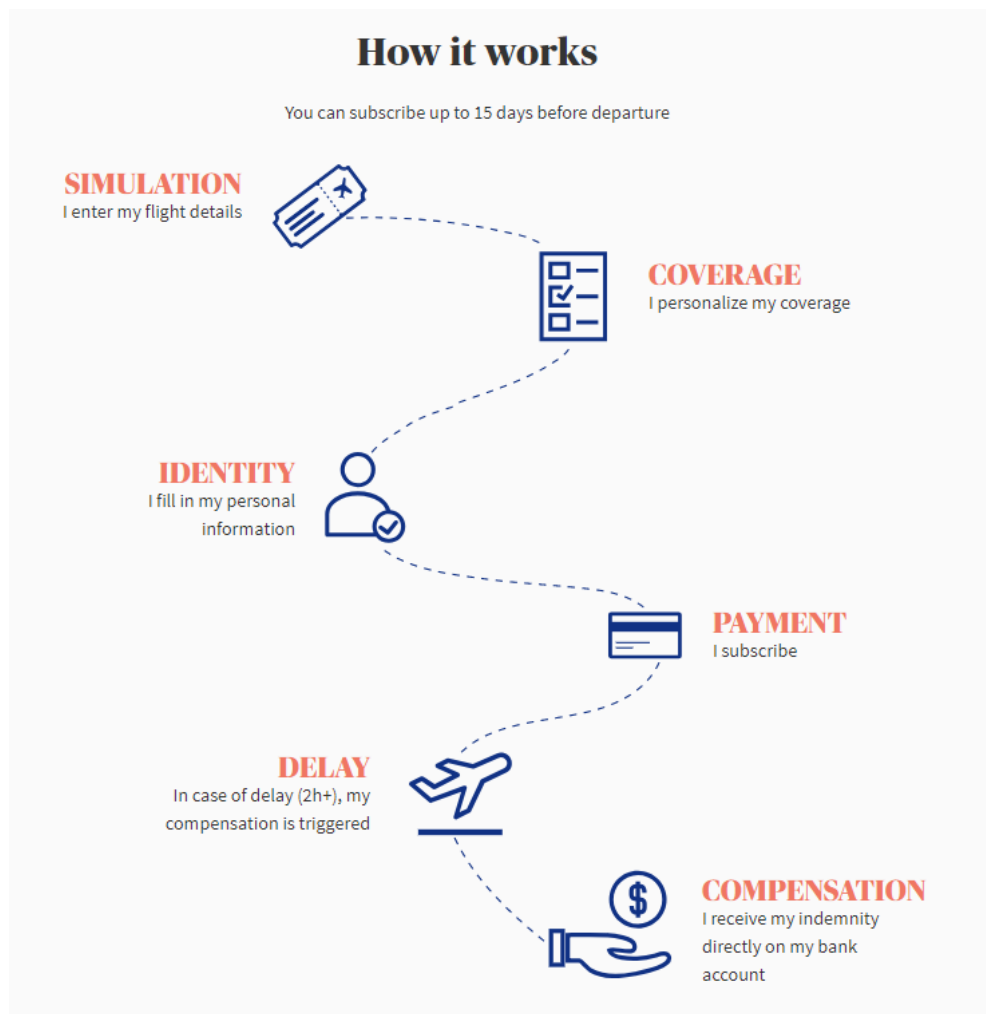 How it works
You can subscribe up to 15 days before departure
SIMULATION
I enter my flight details
COVERAGE
I personalize my coverage
IDENTITY
I fill in my personal
information
PAYMENT
I subscribe
DELAY
In case of delay (2h+), my
compensation is triggered
$
COMPENSATION
I receive my indemnity
directly on my bank
account